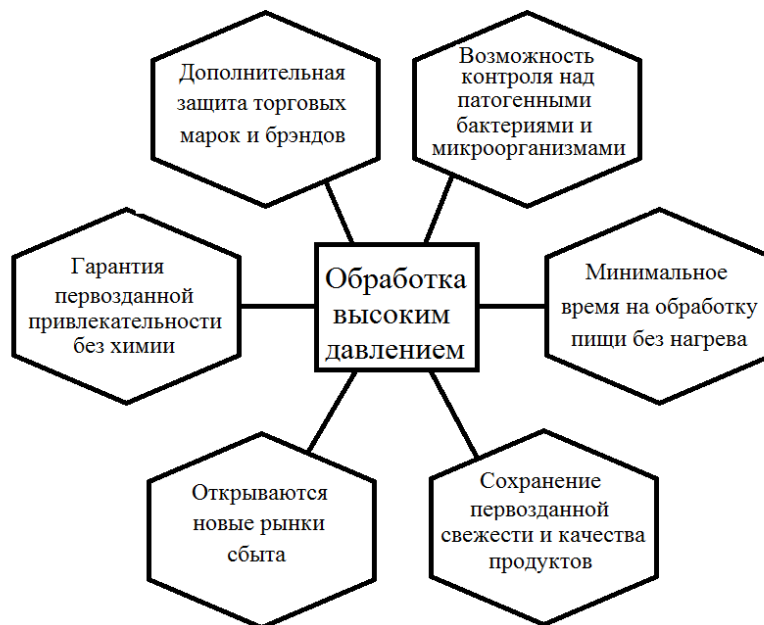 Дополнительная
защита торговых
марок и брэндов
Возможность
контроля над
патогенными
бактериями и
микроорганизмами
Гарантия
первозданной
привлекательности
без химии
Обработка
высоким
давлением
Минимальное
время на обработку
пищи без нагрева
Открываются
новые рынки
сбыта
Сохранение
первозданной
свежести и качества
продуктов